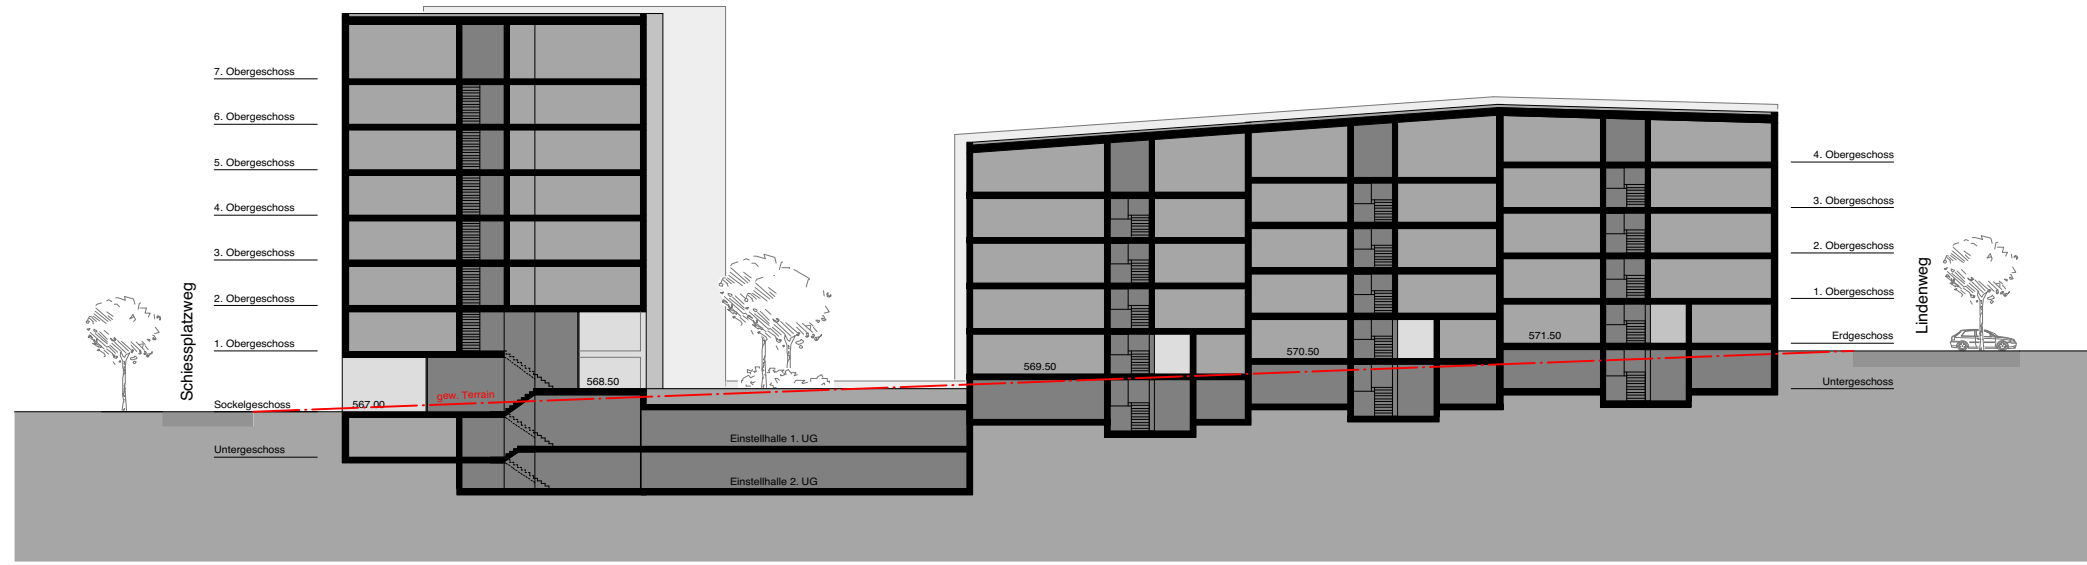 7. Obergeschoss
6. Obergeschoss
5. Obergeschoss
4. Obergeschoss
3. Obergeschoss
2. Obergeschoss
1. Obergeschoss
Sockelgeschoss
Untergeschoss
Schiessplatzweg
567.00
gew. Terrain
568.50
Einstellhalle 1. UG
Einstellhalle 2. UG
569.50
570.50
571.50
4. Obergeschoss
3. Obergeschoss
2. Obergeschoss
1. Obergeschoss
Erdgeschoss
Untergeschoss
Lindenweg